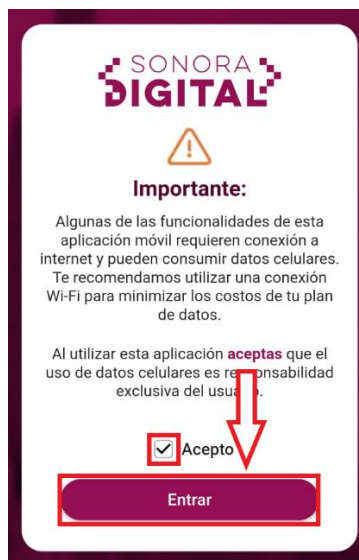 SONORA
DIGITAL
Importante:
Algunas de las funcionalidades de esta
aplicación móvil requieren conexión a
internet y pueden consumir datos celulares.
Te recomendamos utilizar una conexión
Wi-Fi para minimizar los costos de tu plan
de datos.
Al utilizar esta aplicación aceptas que el
uso de datos celulares es responsabilidad
exclusiva del usuario.
Acepto
Entrar